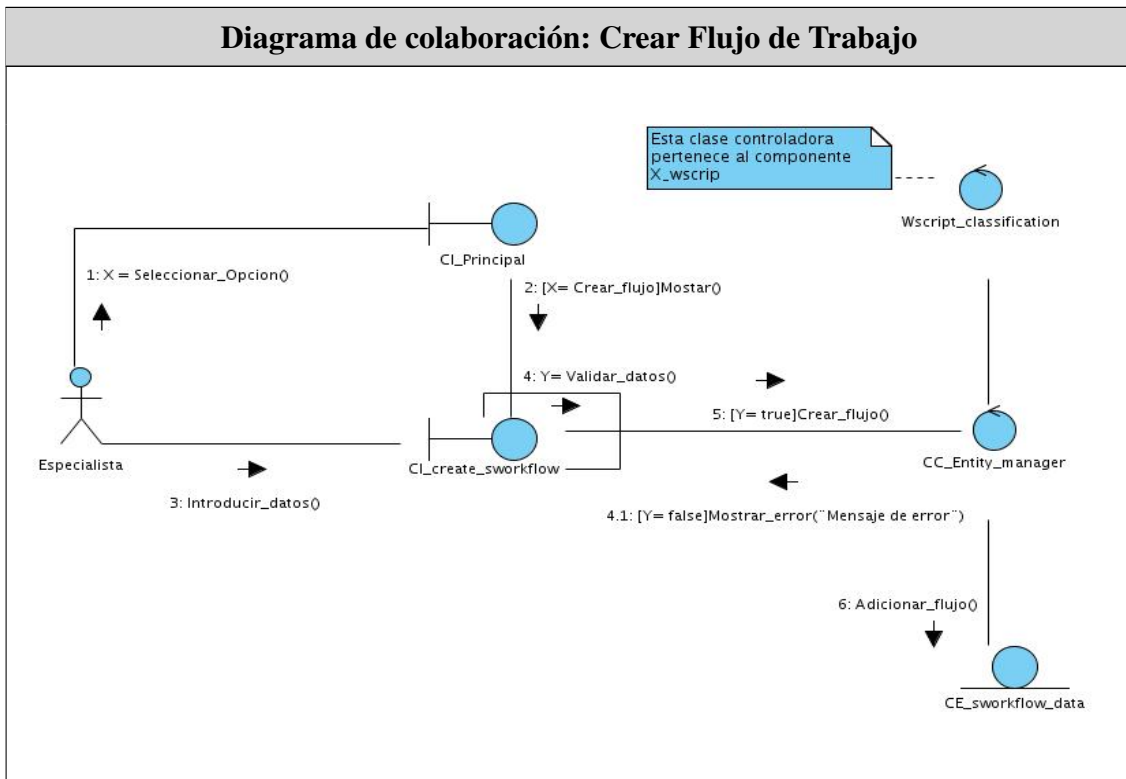 Diagrama de colaboración: Crear Flujo de Trabajo
Esta clase controladora
pertenece al componente
X_wscrip
Wscript_classification
CI_Principal
1: X = Seleccionar_Opcion()
2: [X= Crear_flujo]Mostar()
4: Y= Validar_datos()
5: [Y= true]Crear_flujo()
Especialista
CI_create_sworkflow
CC_Entity_manager
3: Introducir_datos()
4.1: [Y= false]Mostrar_error(¨Mensaje de error¨)
6: Adicionar_flujo()
CE_sworkflow_data